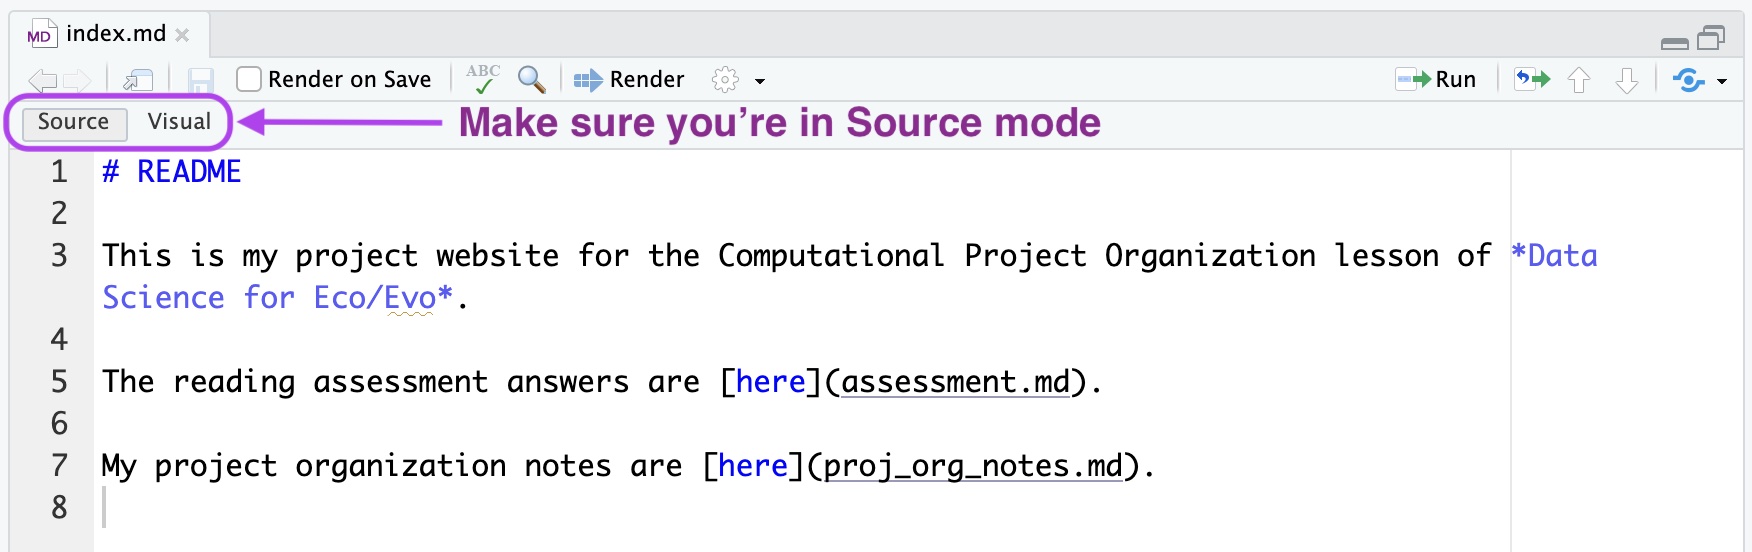 MD index.md
Render on Save ABC Render Run
Source Visual Make sure you’re in Source mode
1 # README
2
3 This is my project website for the Computational Project Organization lesson of *Data
Science for Eco/Evo*.
4
5 The reading assessment answers are [here](assessment.md).
6
7 My project organization notes are [here](proj_org_notes.md).
8